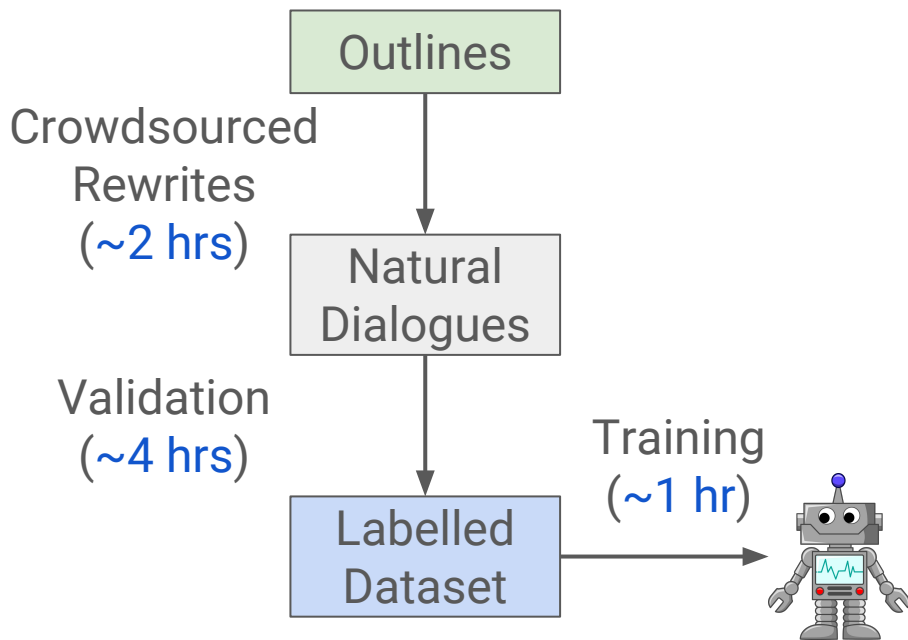 Outlines
Crowdsourced
Rewrites
(~2 hrs)
Natural
Dialogues
Validation
(~4 hrs)
Training
(~1 hr)
Labelled
Dataset